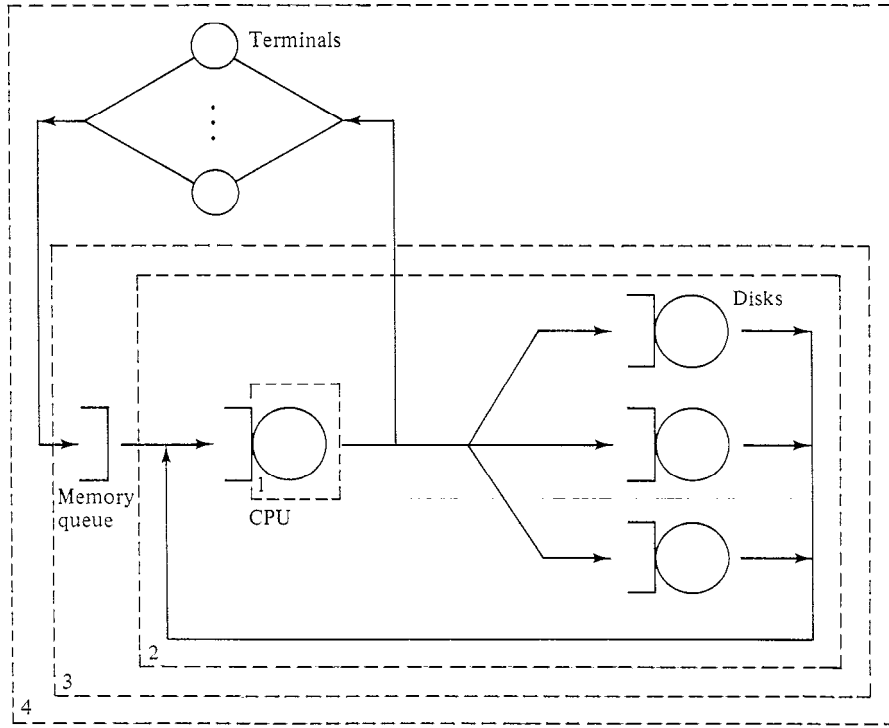 Terminals
Disks
1
Memory
queue
CPU
2
3
4